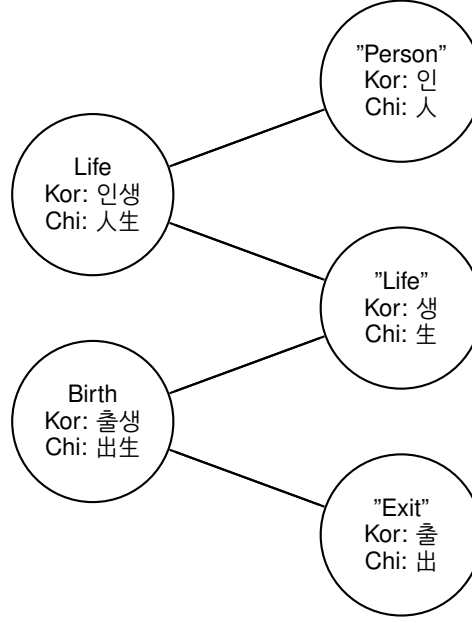 ”Person”
Kor: 인
Chi: 人
Life
Kor: 인생
Chi: 人生
”Life”
Kor: 생
Chi: 生
Birth
Kor: 출생
Chi: 出生
”Exit”
Kor: 출
Chi: 出